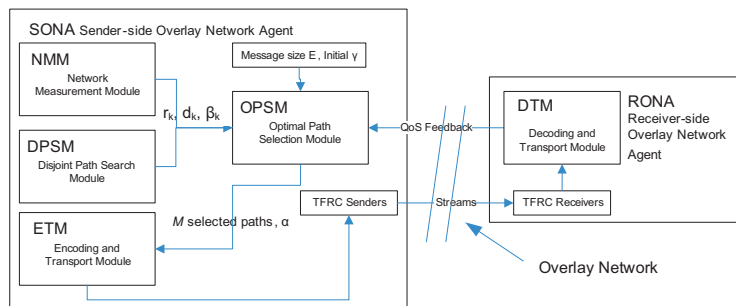 SONA Sender-side Overlay Network Agent
NMM
Network
Measurement Module
Message size E , Initial γ
rk, dk, βk
OPSM
Optimal Path
Selection Module
DPSM
Disjoint Path Search
Module
ETM
Encoding and
Transport Module
M selected paths , α
TFRC Senders
QoS Feedback
Streams
DTM
Decoding and
Transport Module
RONA
Receiver-side
Overlay Network
Agent
TFRC Receivers
Overlay Network